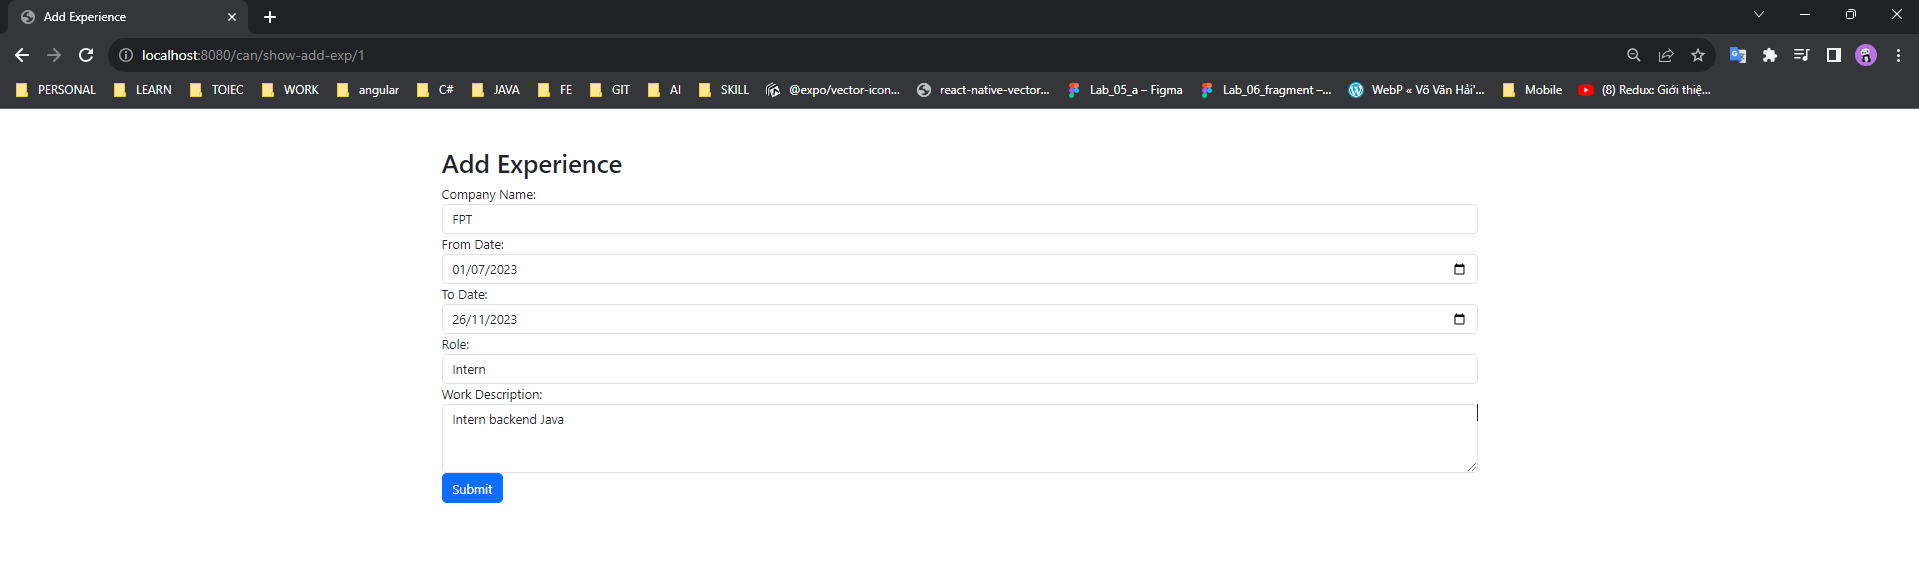 Add Experience
localhost:8080/can/show-add-exp/1
PERSONAL LEARN TOIEC WORK angular C# JAVA FE GIT AI SKILL @expo/vector-icon... react-native-vector... Lab_05_a – Figma Lab_06_fragment –... WebP « Võ Văn Hải'... Mobile (8) Redux: Giới thiệ...
Add Experience
Company Name:
FPT
From Date:
01/07/2023
To Date:
26/11/2023
Role:
Intern
Work Description:
Intern backend Java
Submit